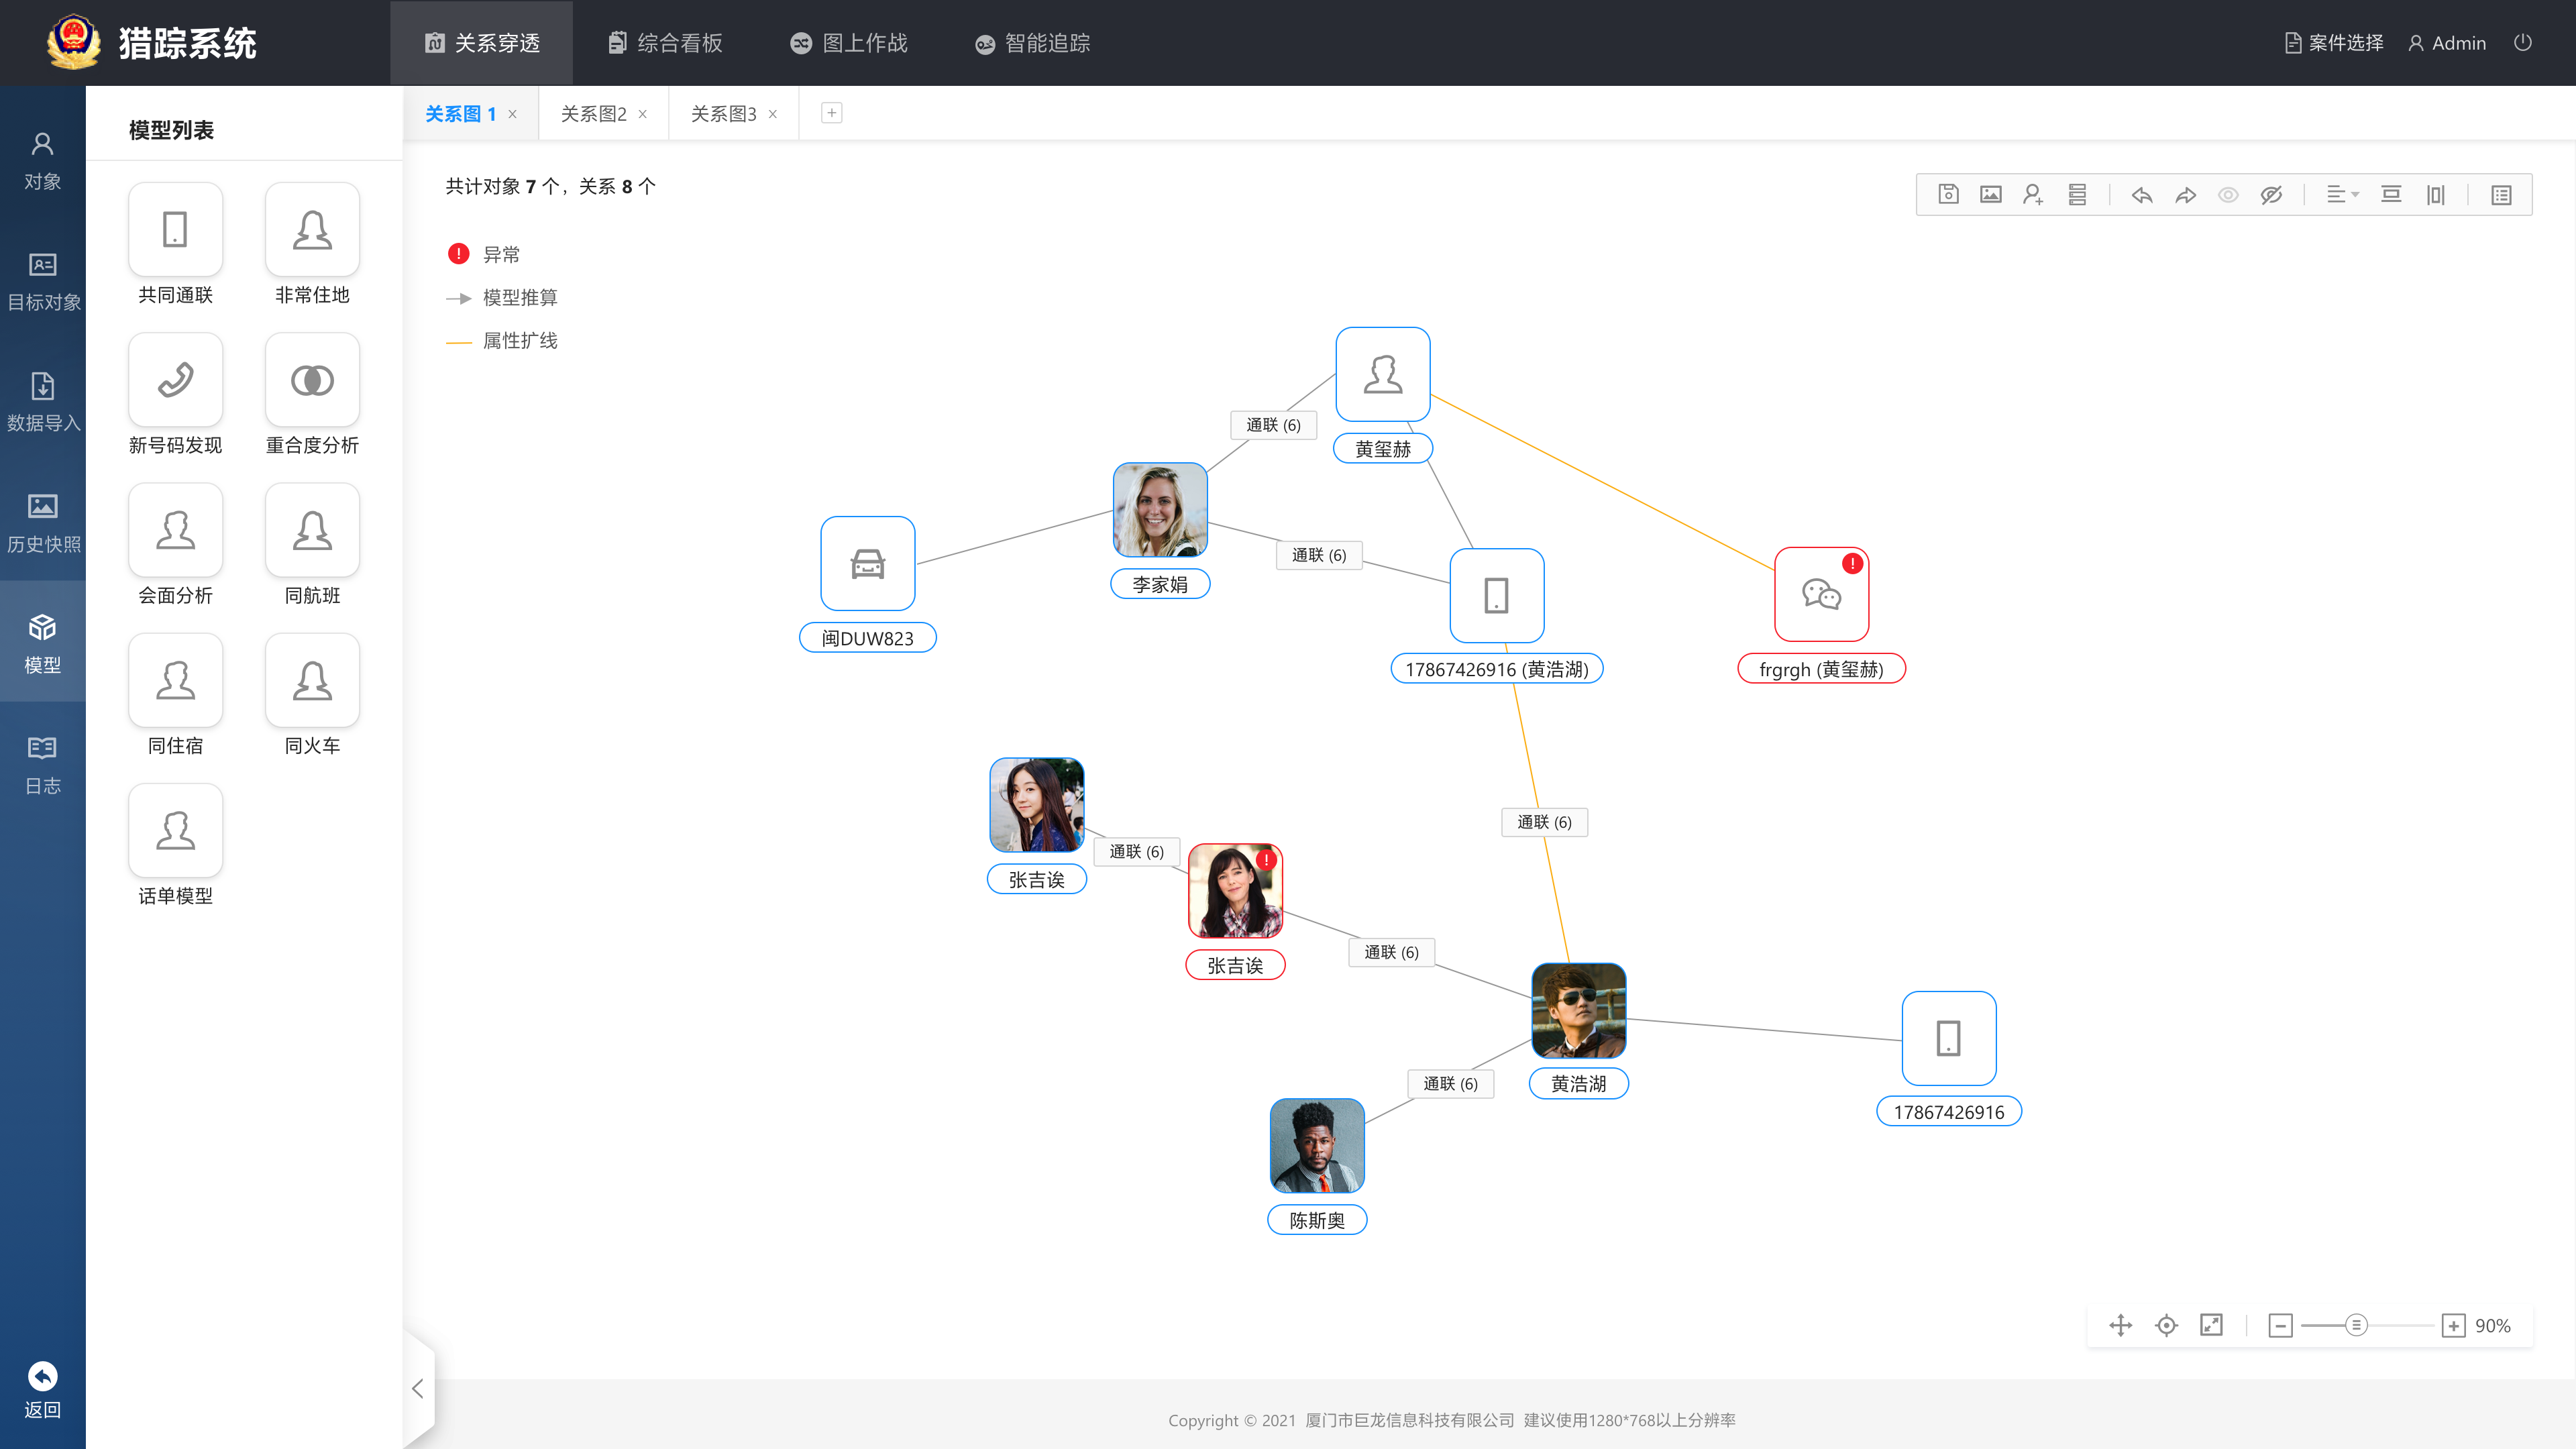 猎踪系统
关系穿透
综合看板
图上作战
智能追踪
案件选择
Admin
对象
目标对象
数据导入
历史快照
模型
日志
返回
模型列表
共同通联
非常住地
新号码发现
重合度分析
会面分析
同航班
同住宿
同火车
话单模型
关系图 1
关系图2
关系图3
共计对象 7 个，关系 8 个
异常
模型推算
属性扩线
黄玺赫
通联 (6)
李家娟
通联 (6)
闽DUW823
17867426916 (黄浩湖)
frgrgh (黄玺赫)
通联 (6)
张吉诶
通联 (6)
张吉诶
通联 (6)
黄浩湖
通联 (6)
17867426916
陈斯奥
90%
Copyright © 2021 厦门市巨龙信息科技有限公司 建议使用1280*768以上分辨率